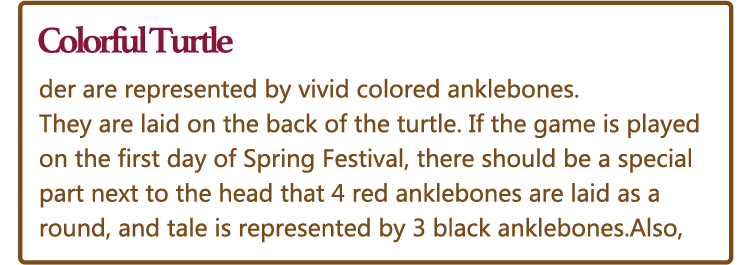 Colorful Turtle
der are represented by vivid colored anklebones.
They are laid on the back of the turtle. If the game is played
on the first day of Spring Festival, there should be a special
part next to the head that 4 red anklebones are laid as a
round, and tale is represented by 3 black anklebones.Also,